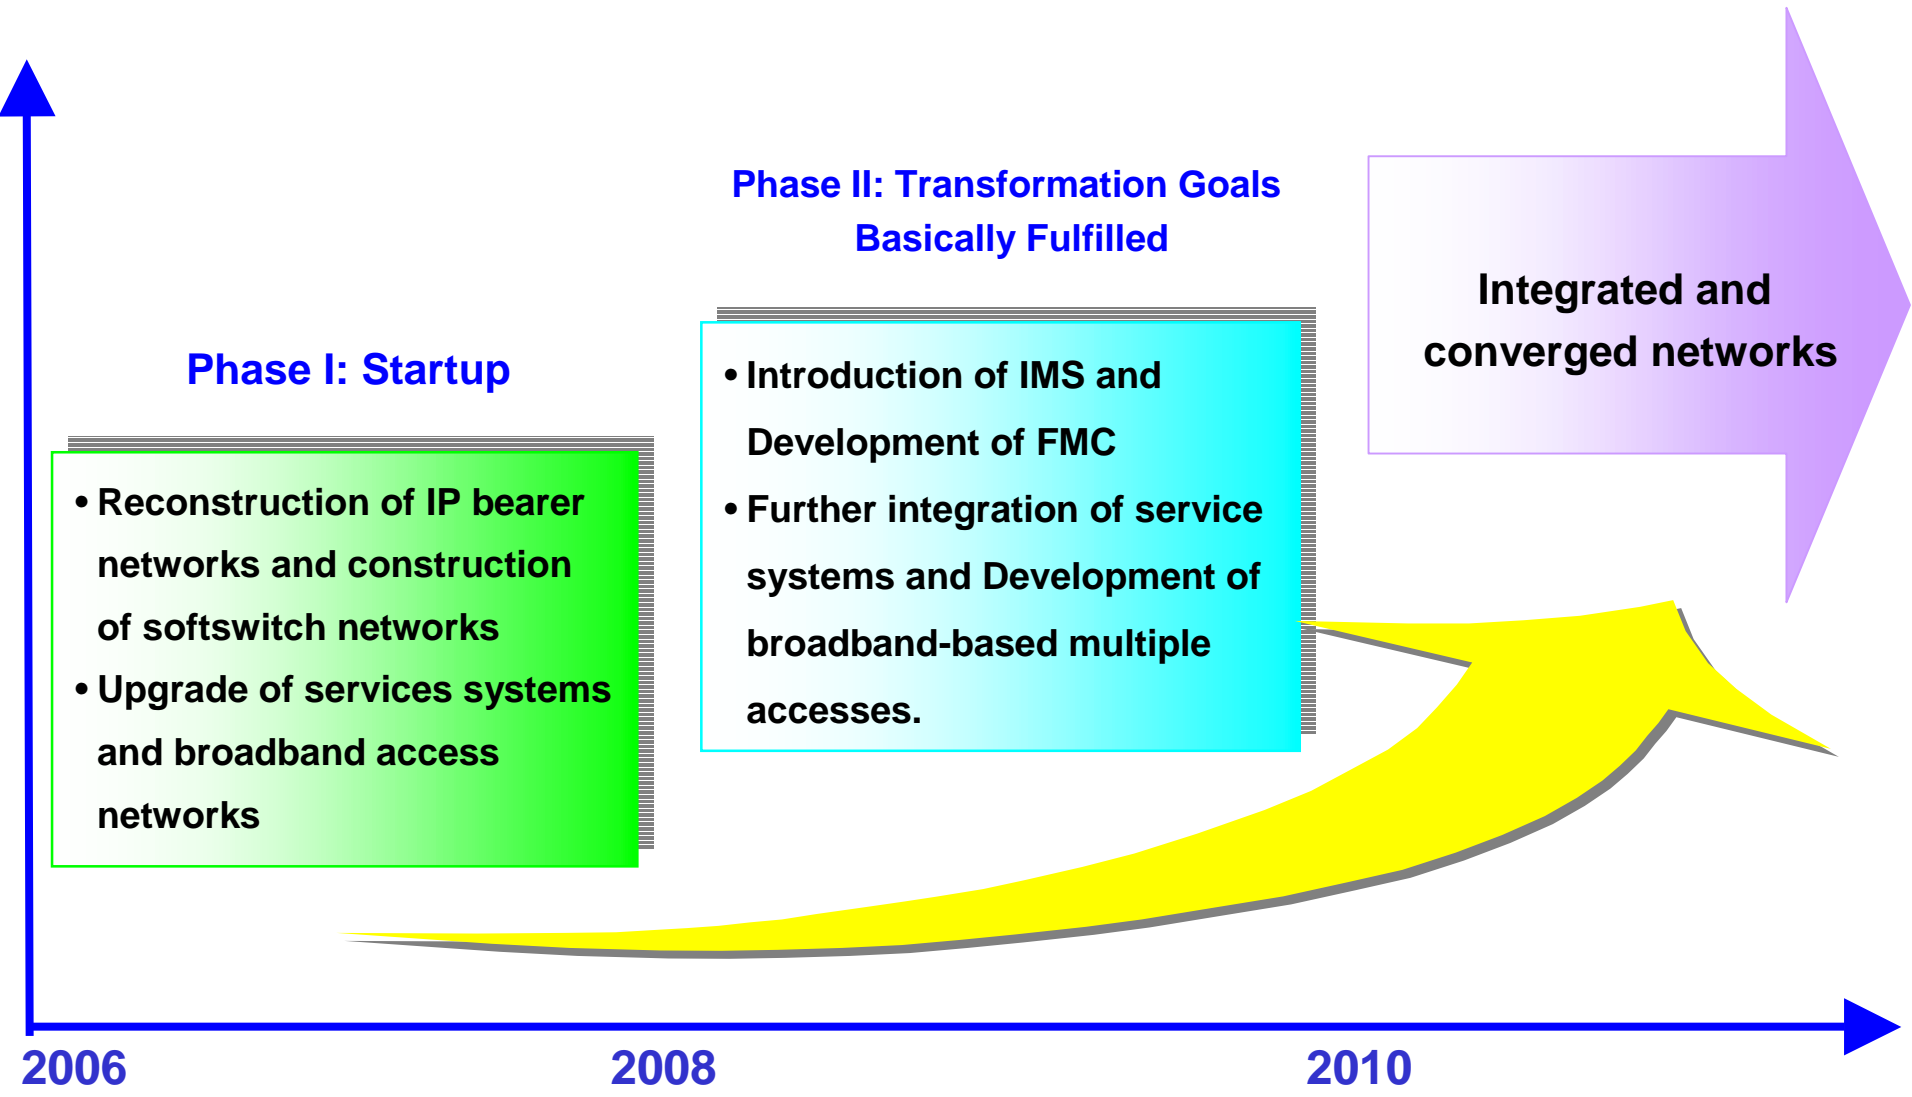 Phase I: Startup
• Reconstruction of IP bearer
networks and construction
of softswitch networks
• Upgrade of services systems
and broadband access
networks
Phase II: Transformation Goals
Basically Fulfilled
• Introduction of IMS and
Development of FMC
• Further integration of service
systems and Development of
broadband-based multiple
accesses.
Integrated and
converged networks
2006
2008
2010